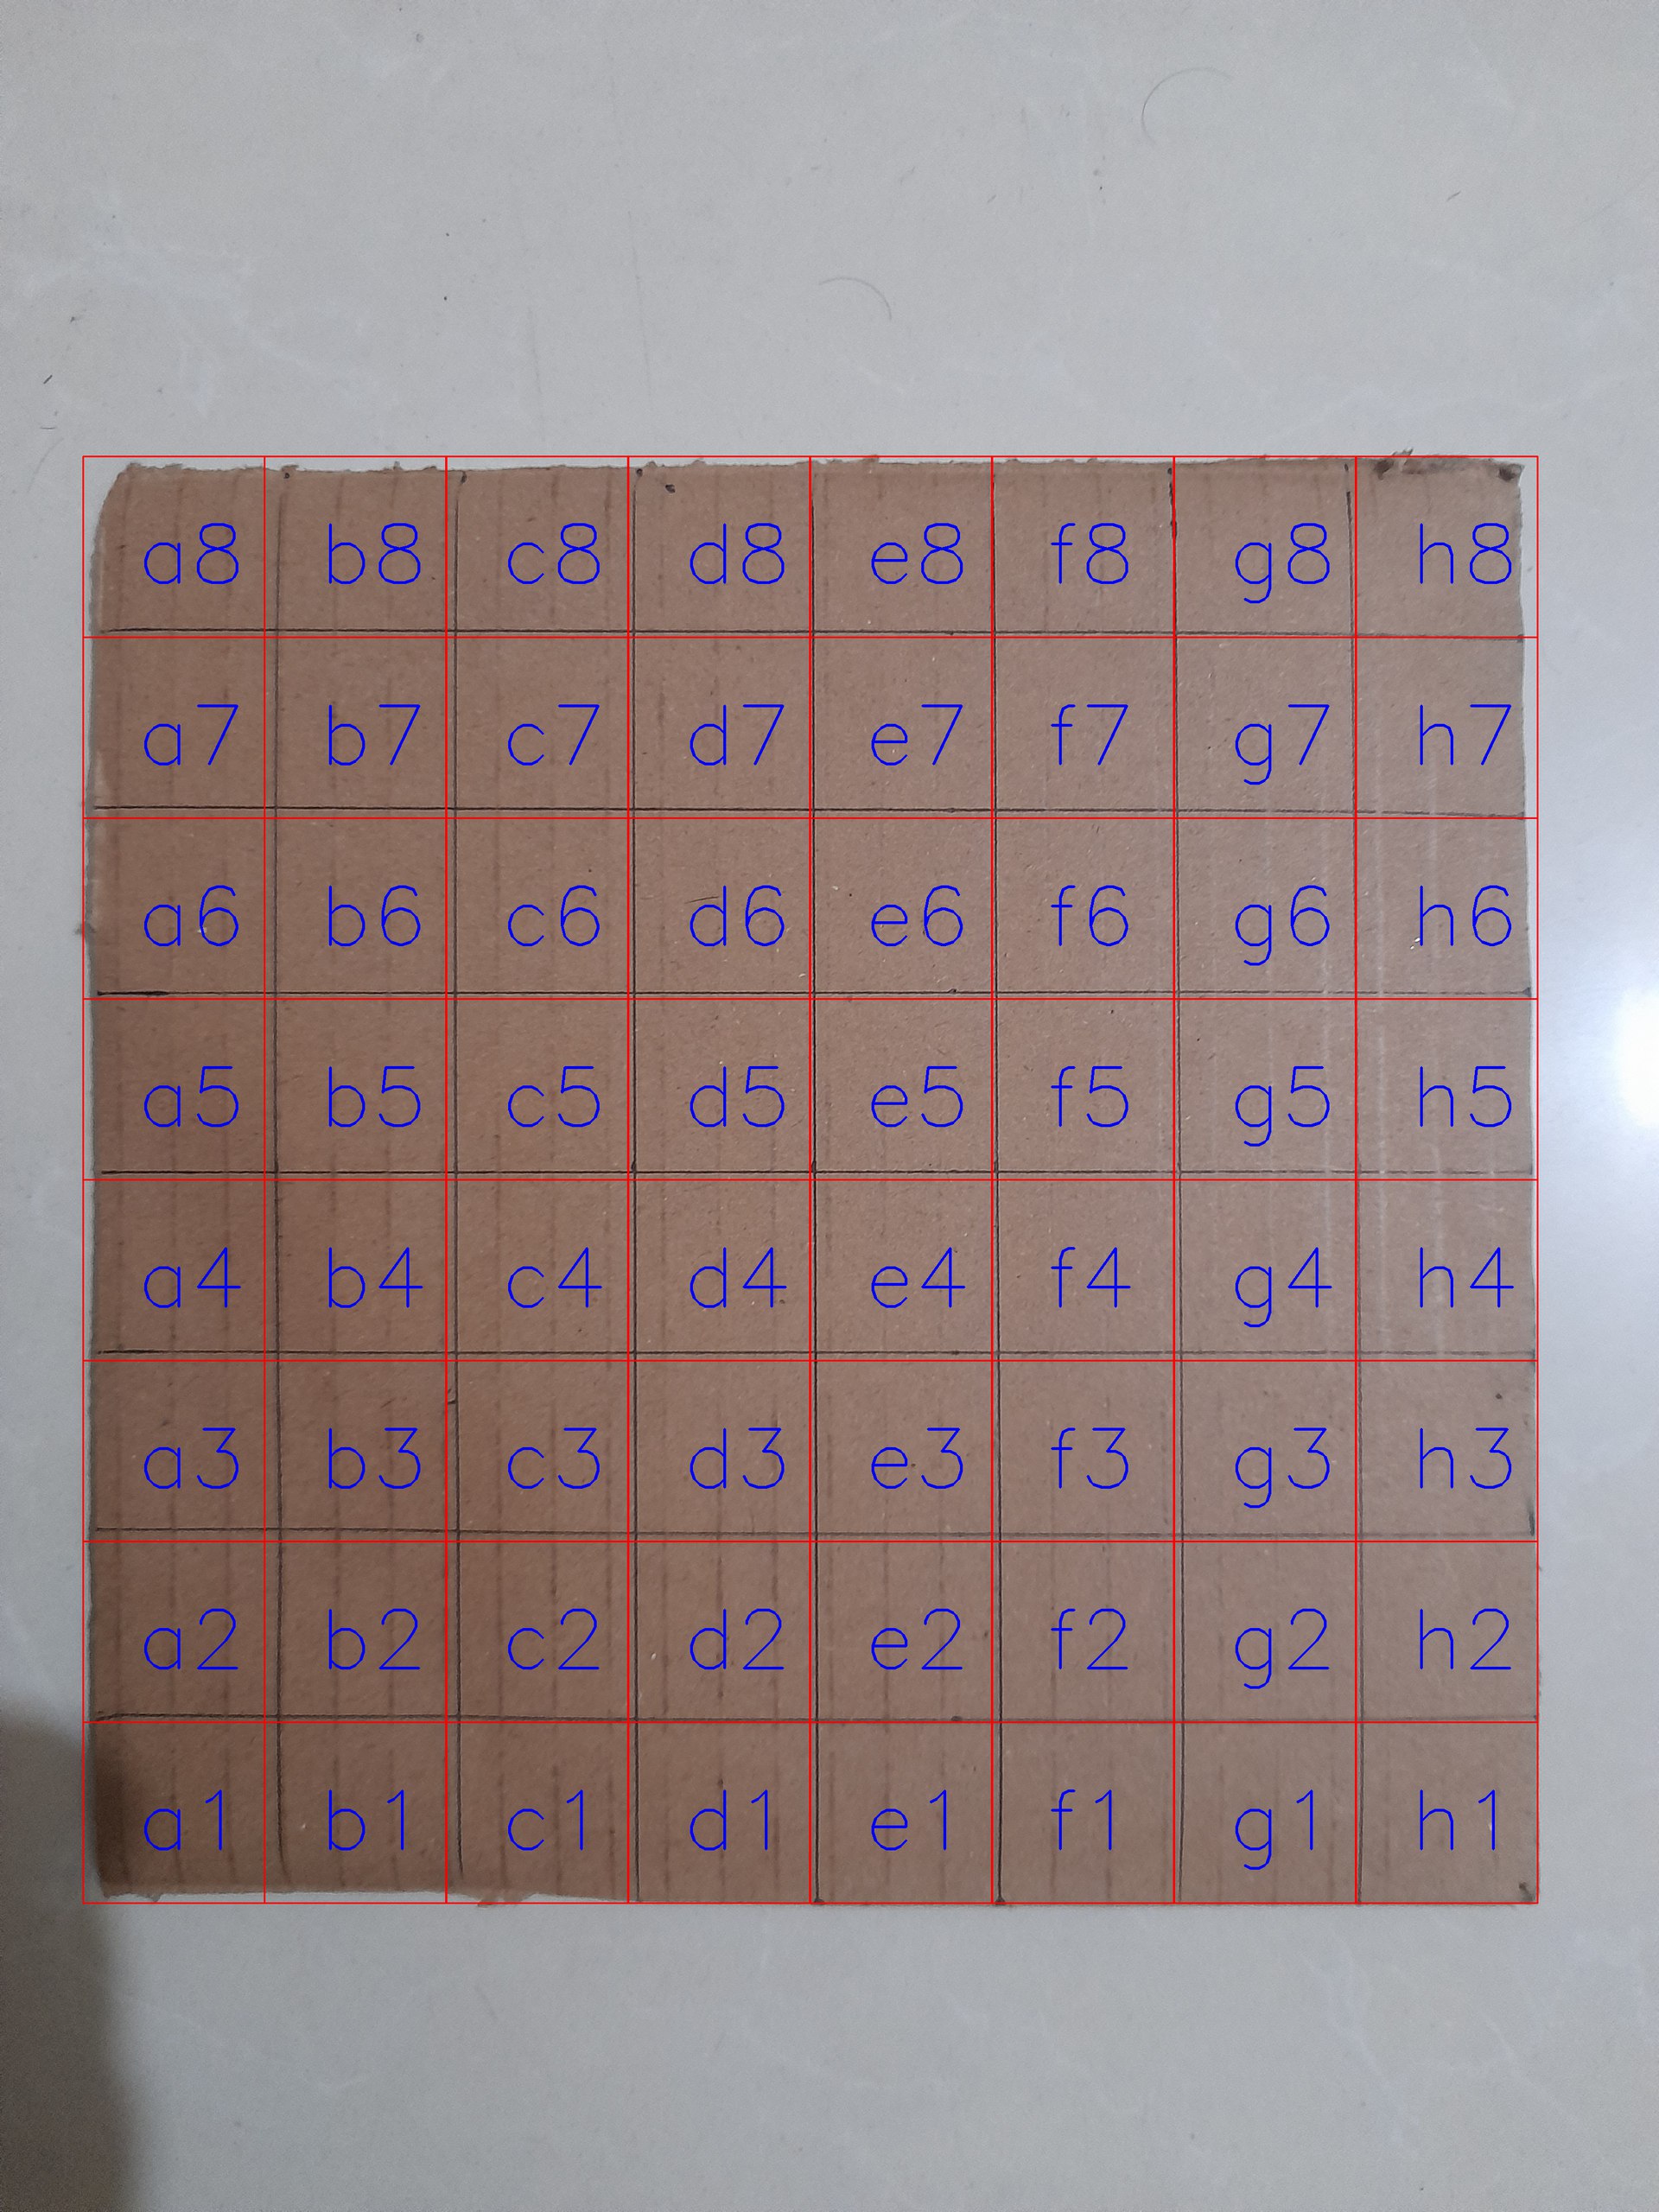 a8 b8 c8 d8 e8 f8 g8 h8
a7 b7 c7 d7 e7 f7 g7 h7
a6 b6 c6 d6 e6 f6 g6 h6
a5 b5 c5 d5 e5 f5 g5 h5
a4 b4 c4 d4 e4 f4 g4 h4
a3 b3 c3 d3 e3 f3 g3 h3
a2 b2 c2 d2 e2 f2 g2 h2
a1 b1 c1 d1 e1 f1 g1 h1